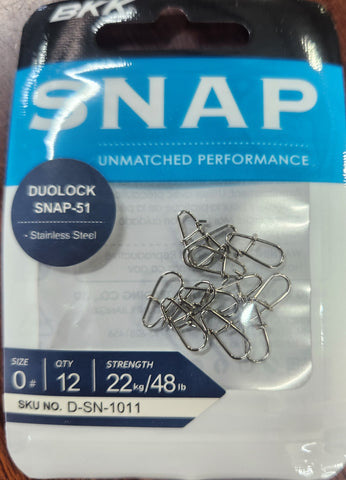 BKK
SNAP
UNMATCHED PERFORMANCE
DUOLOCK
SNAP-51
- Stainless Steel
SIZE QTY STRENGTH
0# 12 22kg/48lb
SKU NO. D-SN-1011